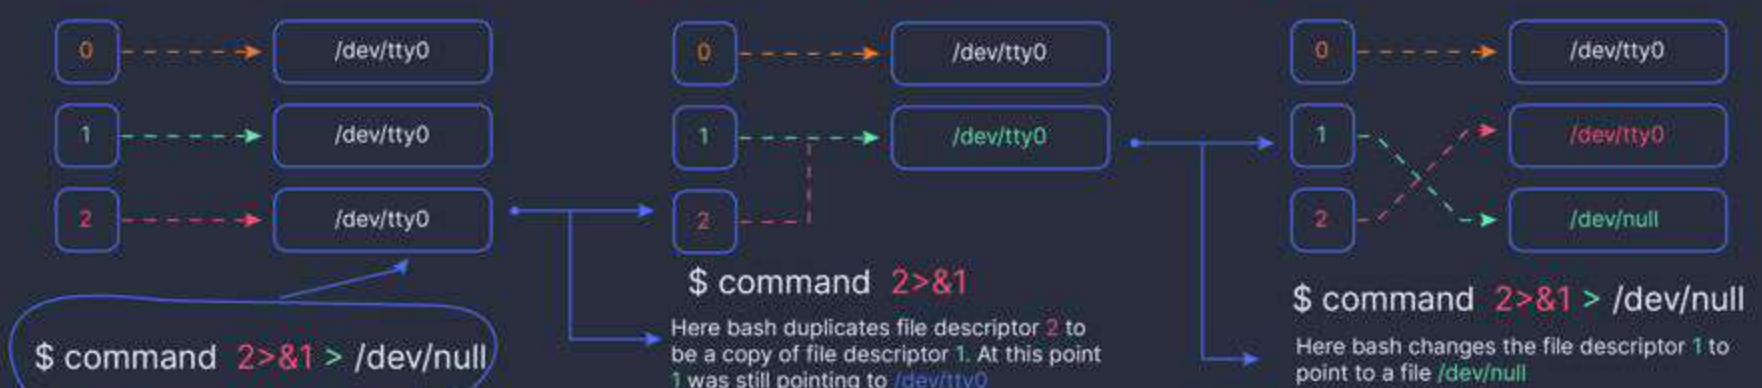 0 /dev/tty0
1 /dev/tty0
2 /dev/tty0
$ command 2>&1 > /dev/null
0 /dev/tty0
1 /dev/tty0
2
$ command 2>&1
Here bash duplicates file descriptor 2 to
be a copy of file descriptor 1. At this point
1 was still pointing to /dev/tty0
0 /dev/tty0
1 /dev/tty0
2 /dev/null
$ command 2>&1 > /dev/null
Here bash changes the file descriptor 1 to
point to a file /dev/null